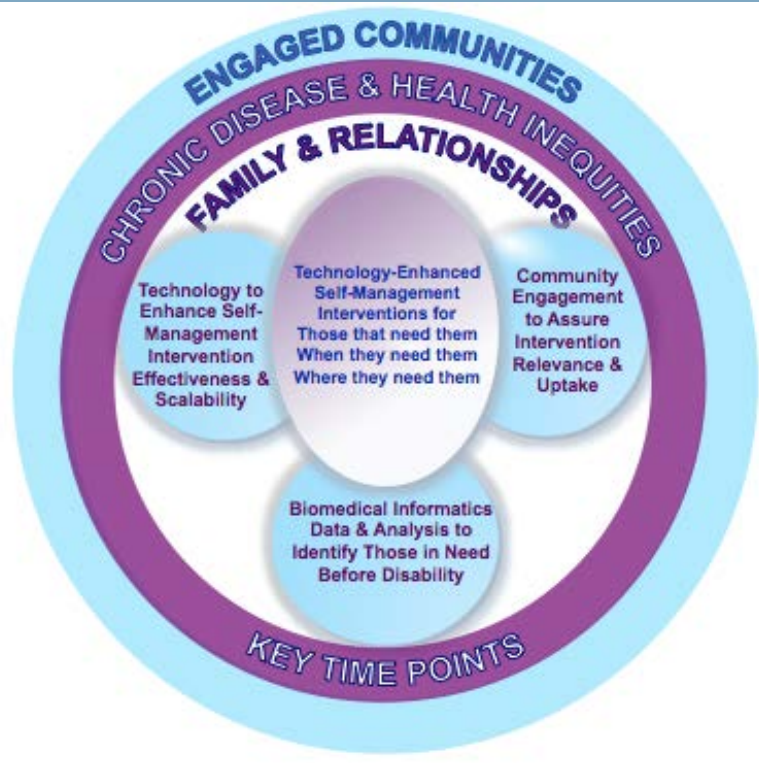 ENGAGED COMMUNITIES
CHRONIC DISEASE & HEALTH INEQUITIES
FAMILY & RELATIONSHIPS
Technology to
Enhance Self-
Management
Intervention
Effectiveness &
Scalability
Technology-Enhanced
Self-Management
Interventions for
Those that need them
When they need them
Where they need them
Community
Engagement
to Assure
Intervention
Relevance &
Uptake
Biomedical Informatics
Data & Analysis to
Identify Those in Need
Before Disability
KEY TIME POINTS